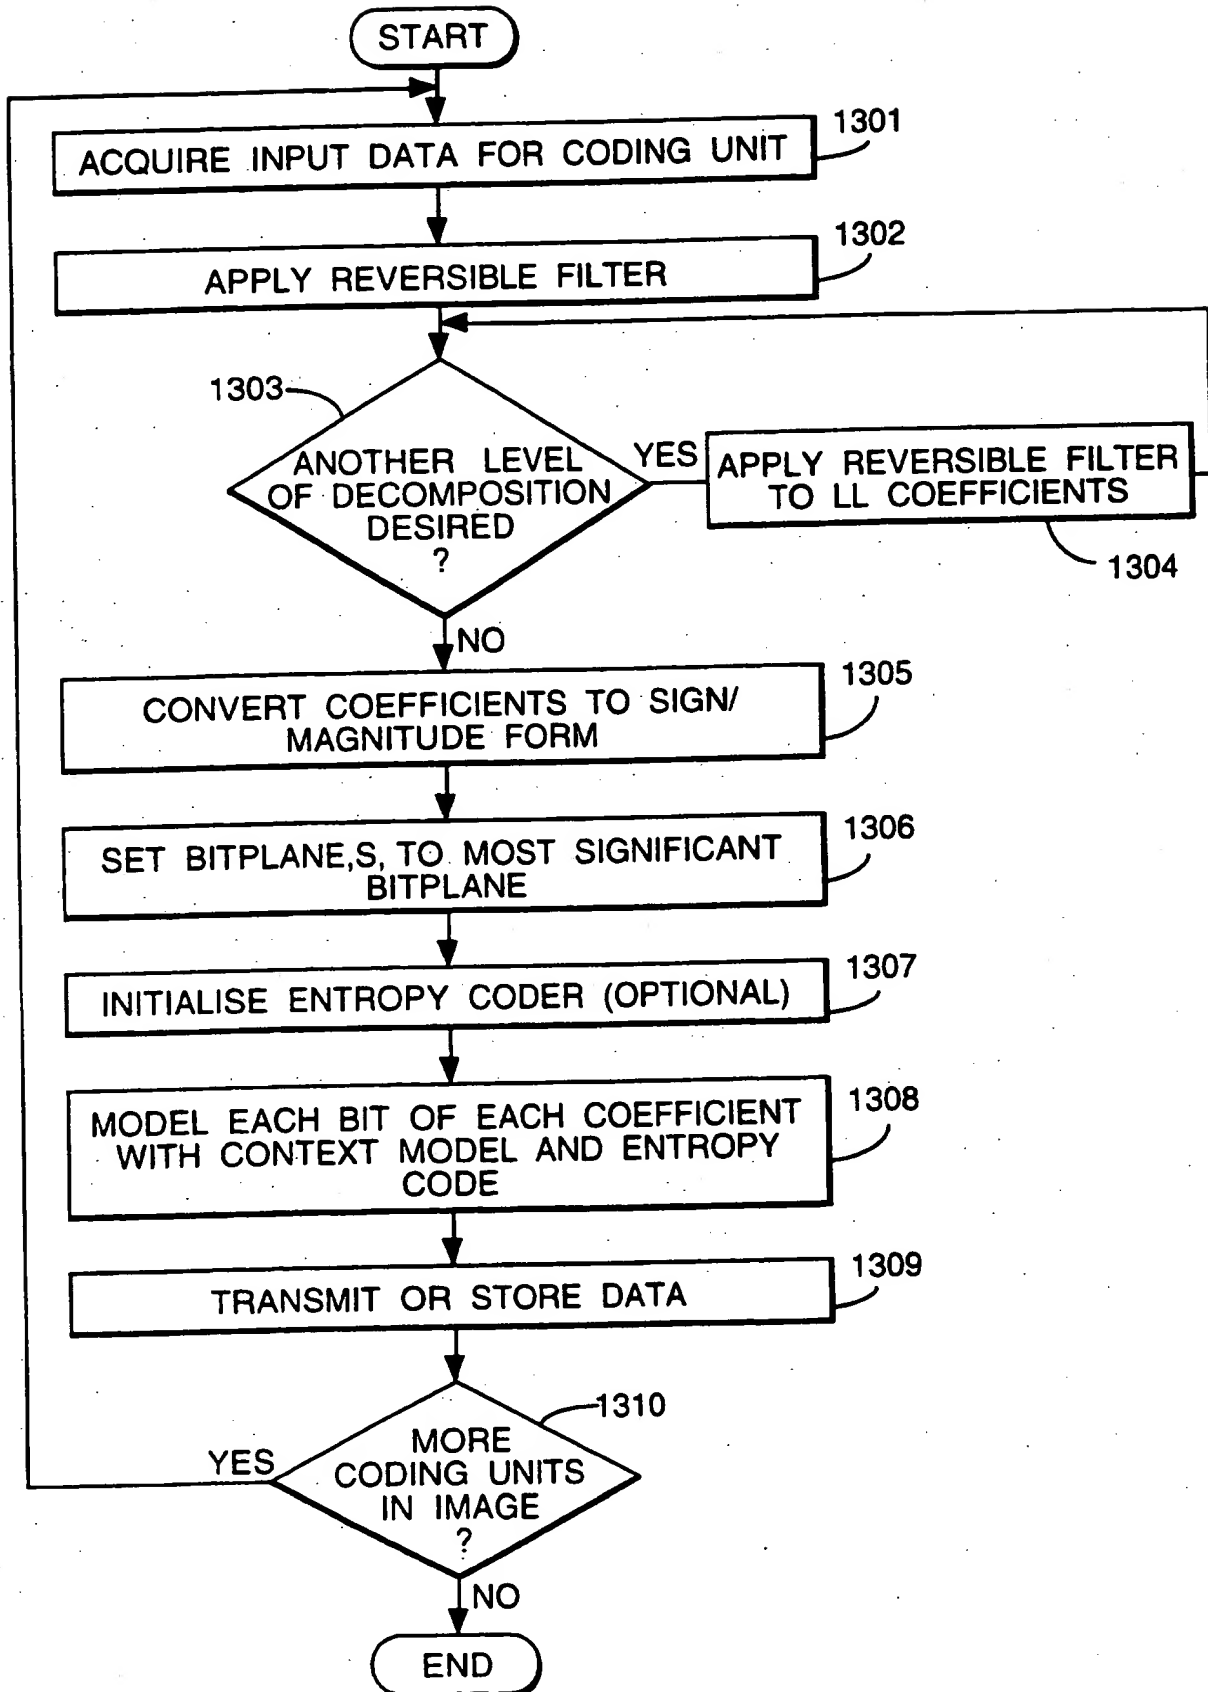 START
ACQUIRE INPUT DATA FOR CODING UNIT
1301
APPLY REVERSIBLE FILTER
1302
1303
ANOTHER LEVEL
OF DECOMPOSITION
DESIRED
?
YES
APPLY REVERSIBLE FILTER
TO LL COEFFICIENTS
1304
NO
CONVERT COEFFICIENTS TO SIGN/
MAGNITUDE FORM
1305
SET BITPLANE,S, TO MOST SIGNIFICANT
BITPLANE
1306
INITIALISE ENTROPY CODER (OPTIONAL)
1307
MODEL EACH BIT OF EACH COEFFICIENT
WITH CONTEXT MODEL AND ENTROPY
CODE
1308
TRANSMIT OR STORE DATA
1309
1310
MORE
CODING UNITS
IN IMAGE
?
YES
NO
END